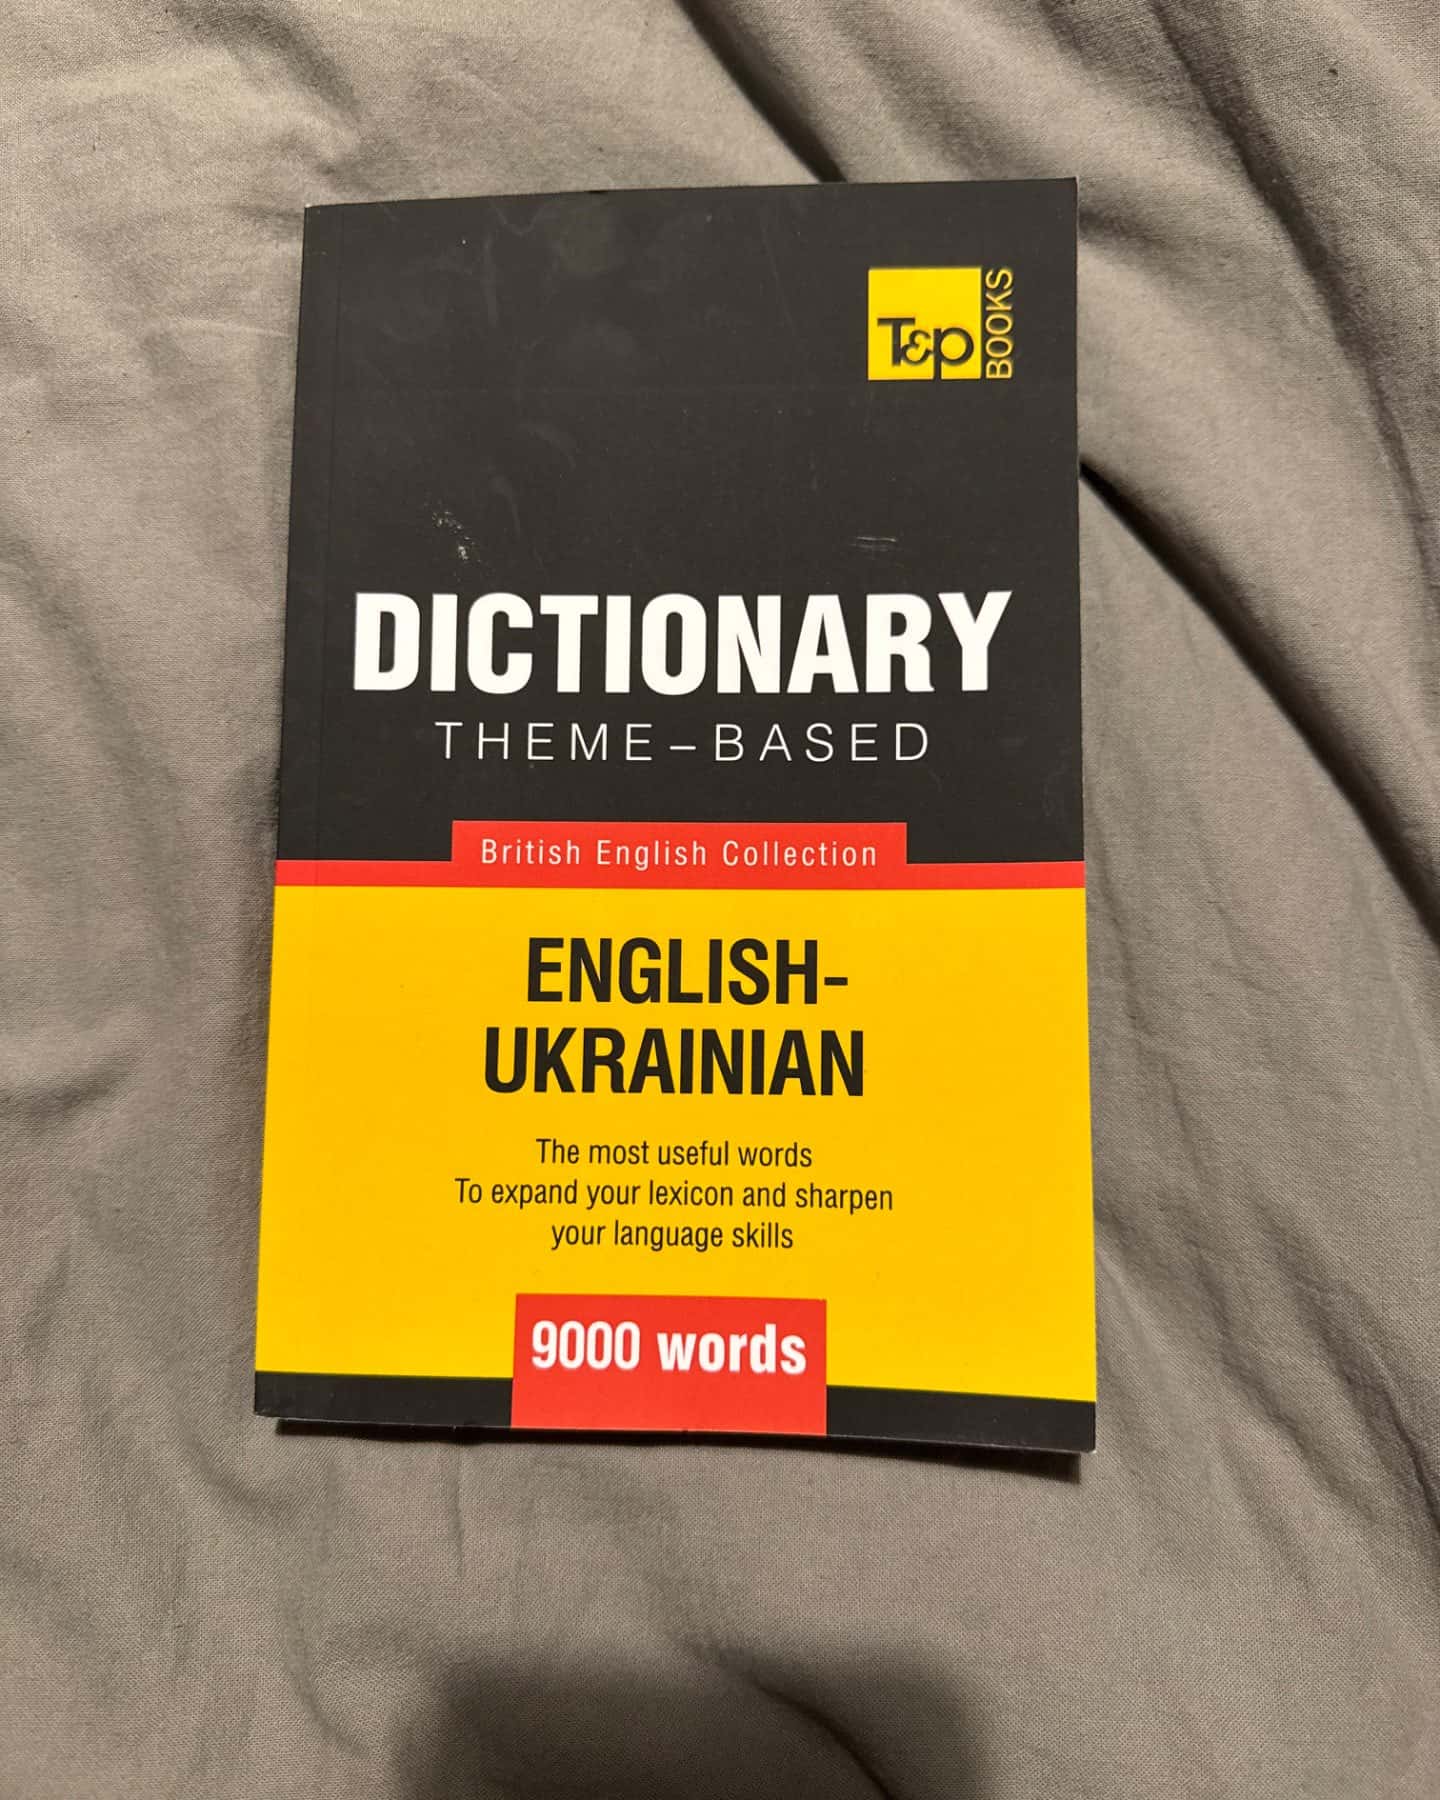 T&p BOOKS
DICTIONARY
THEME–BASED
British English Collection
ENGLISH-
UKRAINIAN
The most useful words
To expand your lexicon and sharpen
your language skills
9000 words